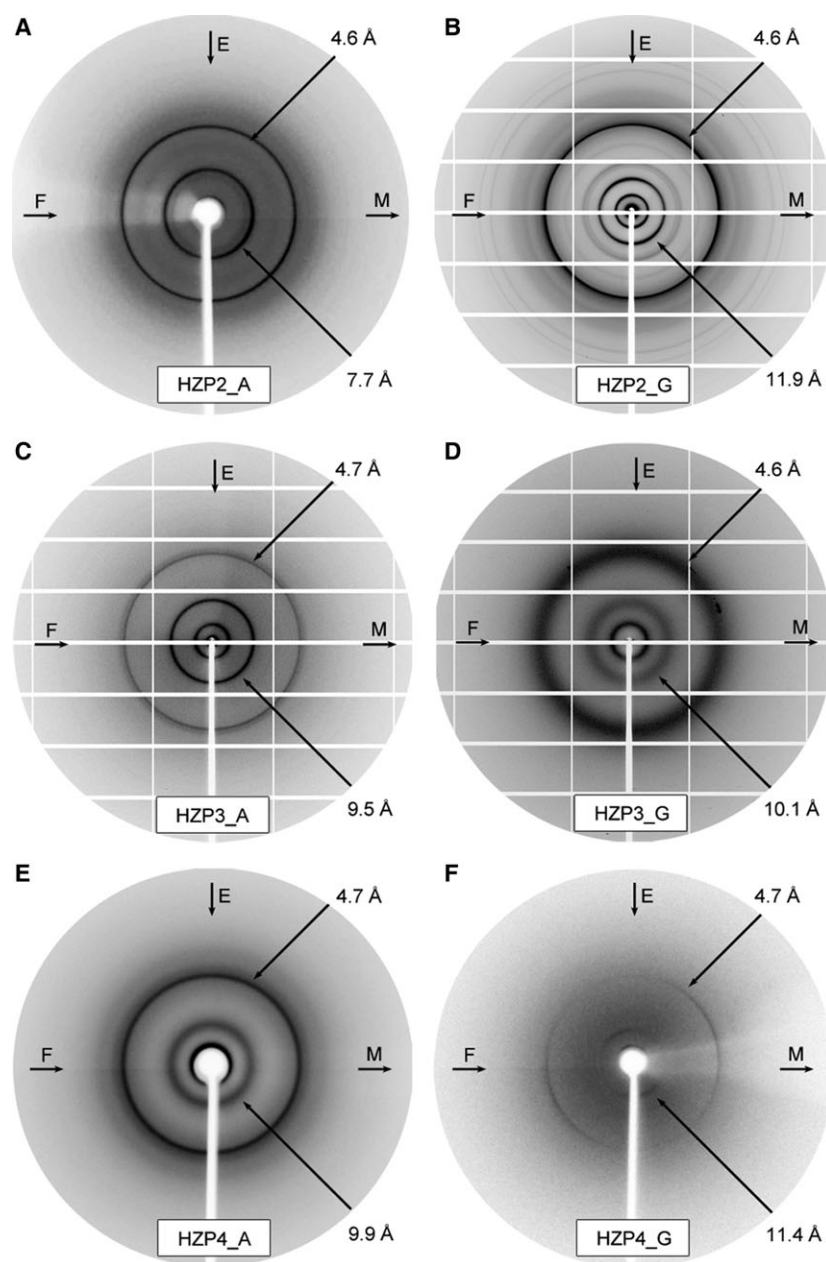 A
E
4.6 Å
F
M
HZP2_A
7.7 Å
B
E
4.6 Å
F
M
HZP2_G
11.9 Å
C
E
4.7 Å
F
M
HZP3_A
9.5 Å
D
E
4.6 Å
F
M
HZP3_G
10.1 Å
E
E
4.7 Å
F
M
HZP4_A
9.9 Å
F
E
4.7 Å
F
M
HZP4_G
11.4 Å